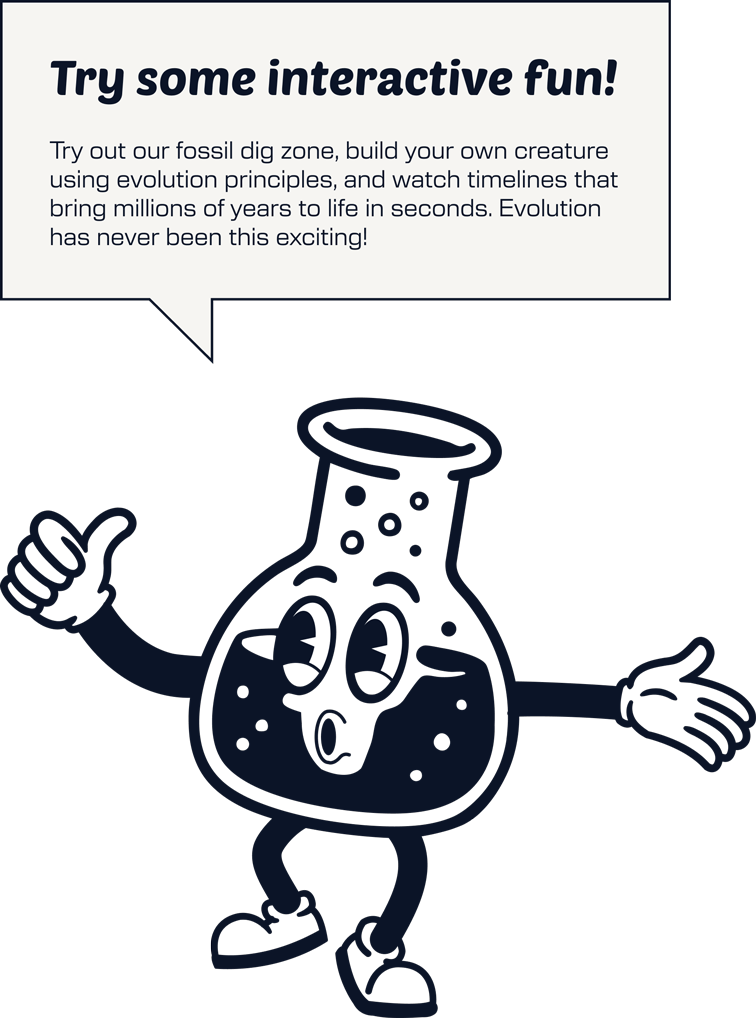 Try some interactive fun!
Try out our fossil dig zone, build your own creature
using evolution principles, and watch timelines that
bring millions of years to life in seconds. Evolution
has never been this exciting!